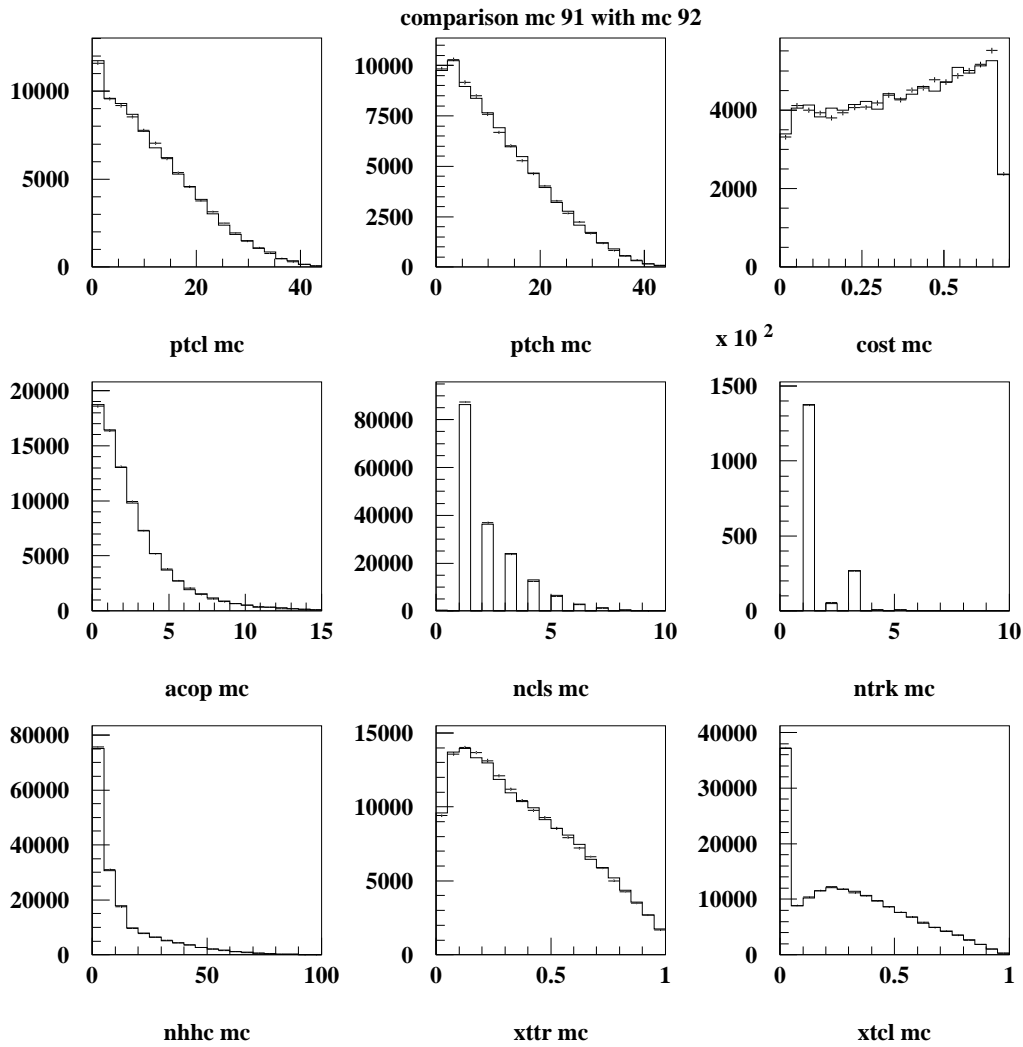 comparison mc 91 with mc 92
10000
5000
0
0 20 40
ptcl mc
10000
7500
5000
2500
0
0 20 40
ptch mc
4000
2000
0
0 0.25 0.5
cost mc
20000
15000
10000
5000
0
0 5 10 15
acop mc
80000
60000
40000
20000
0
0 5 10
ncls mc
x 10 2
1500
1000
500
0
0 5 10
ntrk mc
80000
60000
40000
20000
0
0 50 100
nhhc mc
15000
10000
5000
0
0 0.5 1
xttr mc
40000
30000
20000
10000
0
0 0.5 1
xtcl mc